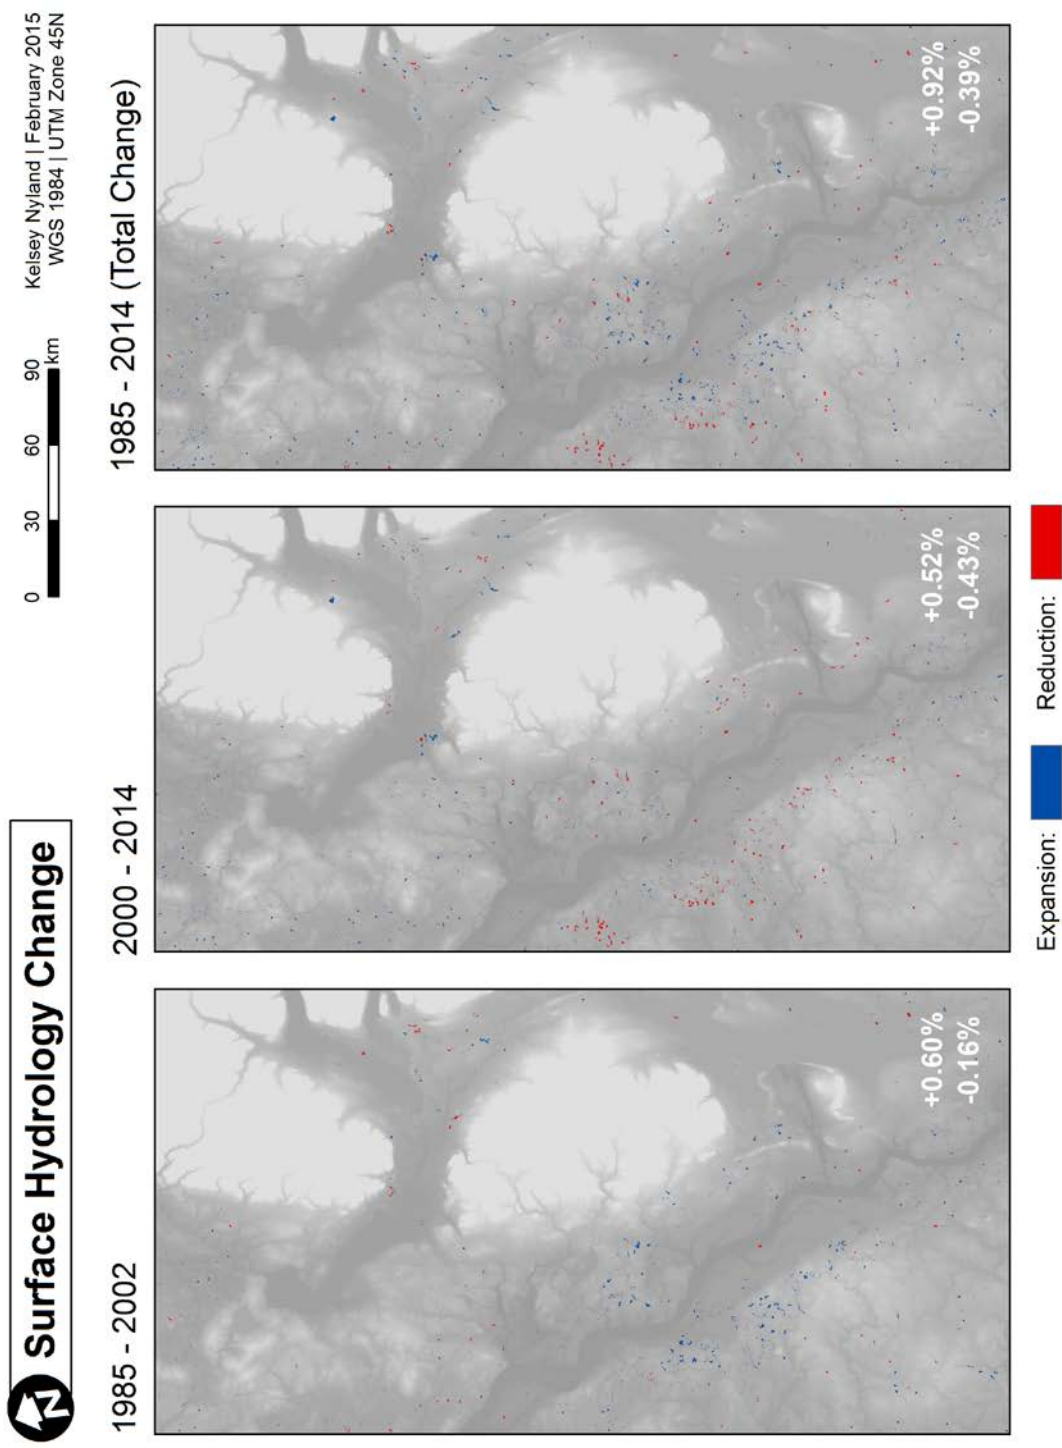 N
Surface Hydrology Change
0 30 60 90
km
Kelsey Nyland | February 2015
WGS 1984 | UTM Zone 45N
1985 - 2002
+0.60%
-0.16%
2000 - 2014
+0.52%
-0.43%
1985 - 2014 (Total Change)
+0.92%
-0.39%
Expansion:
Reduction: